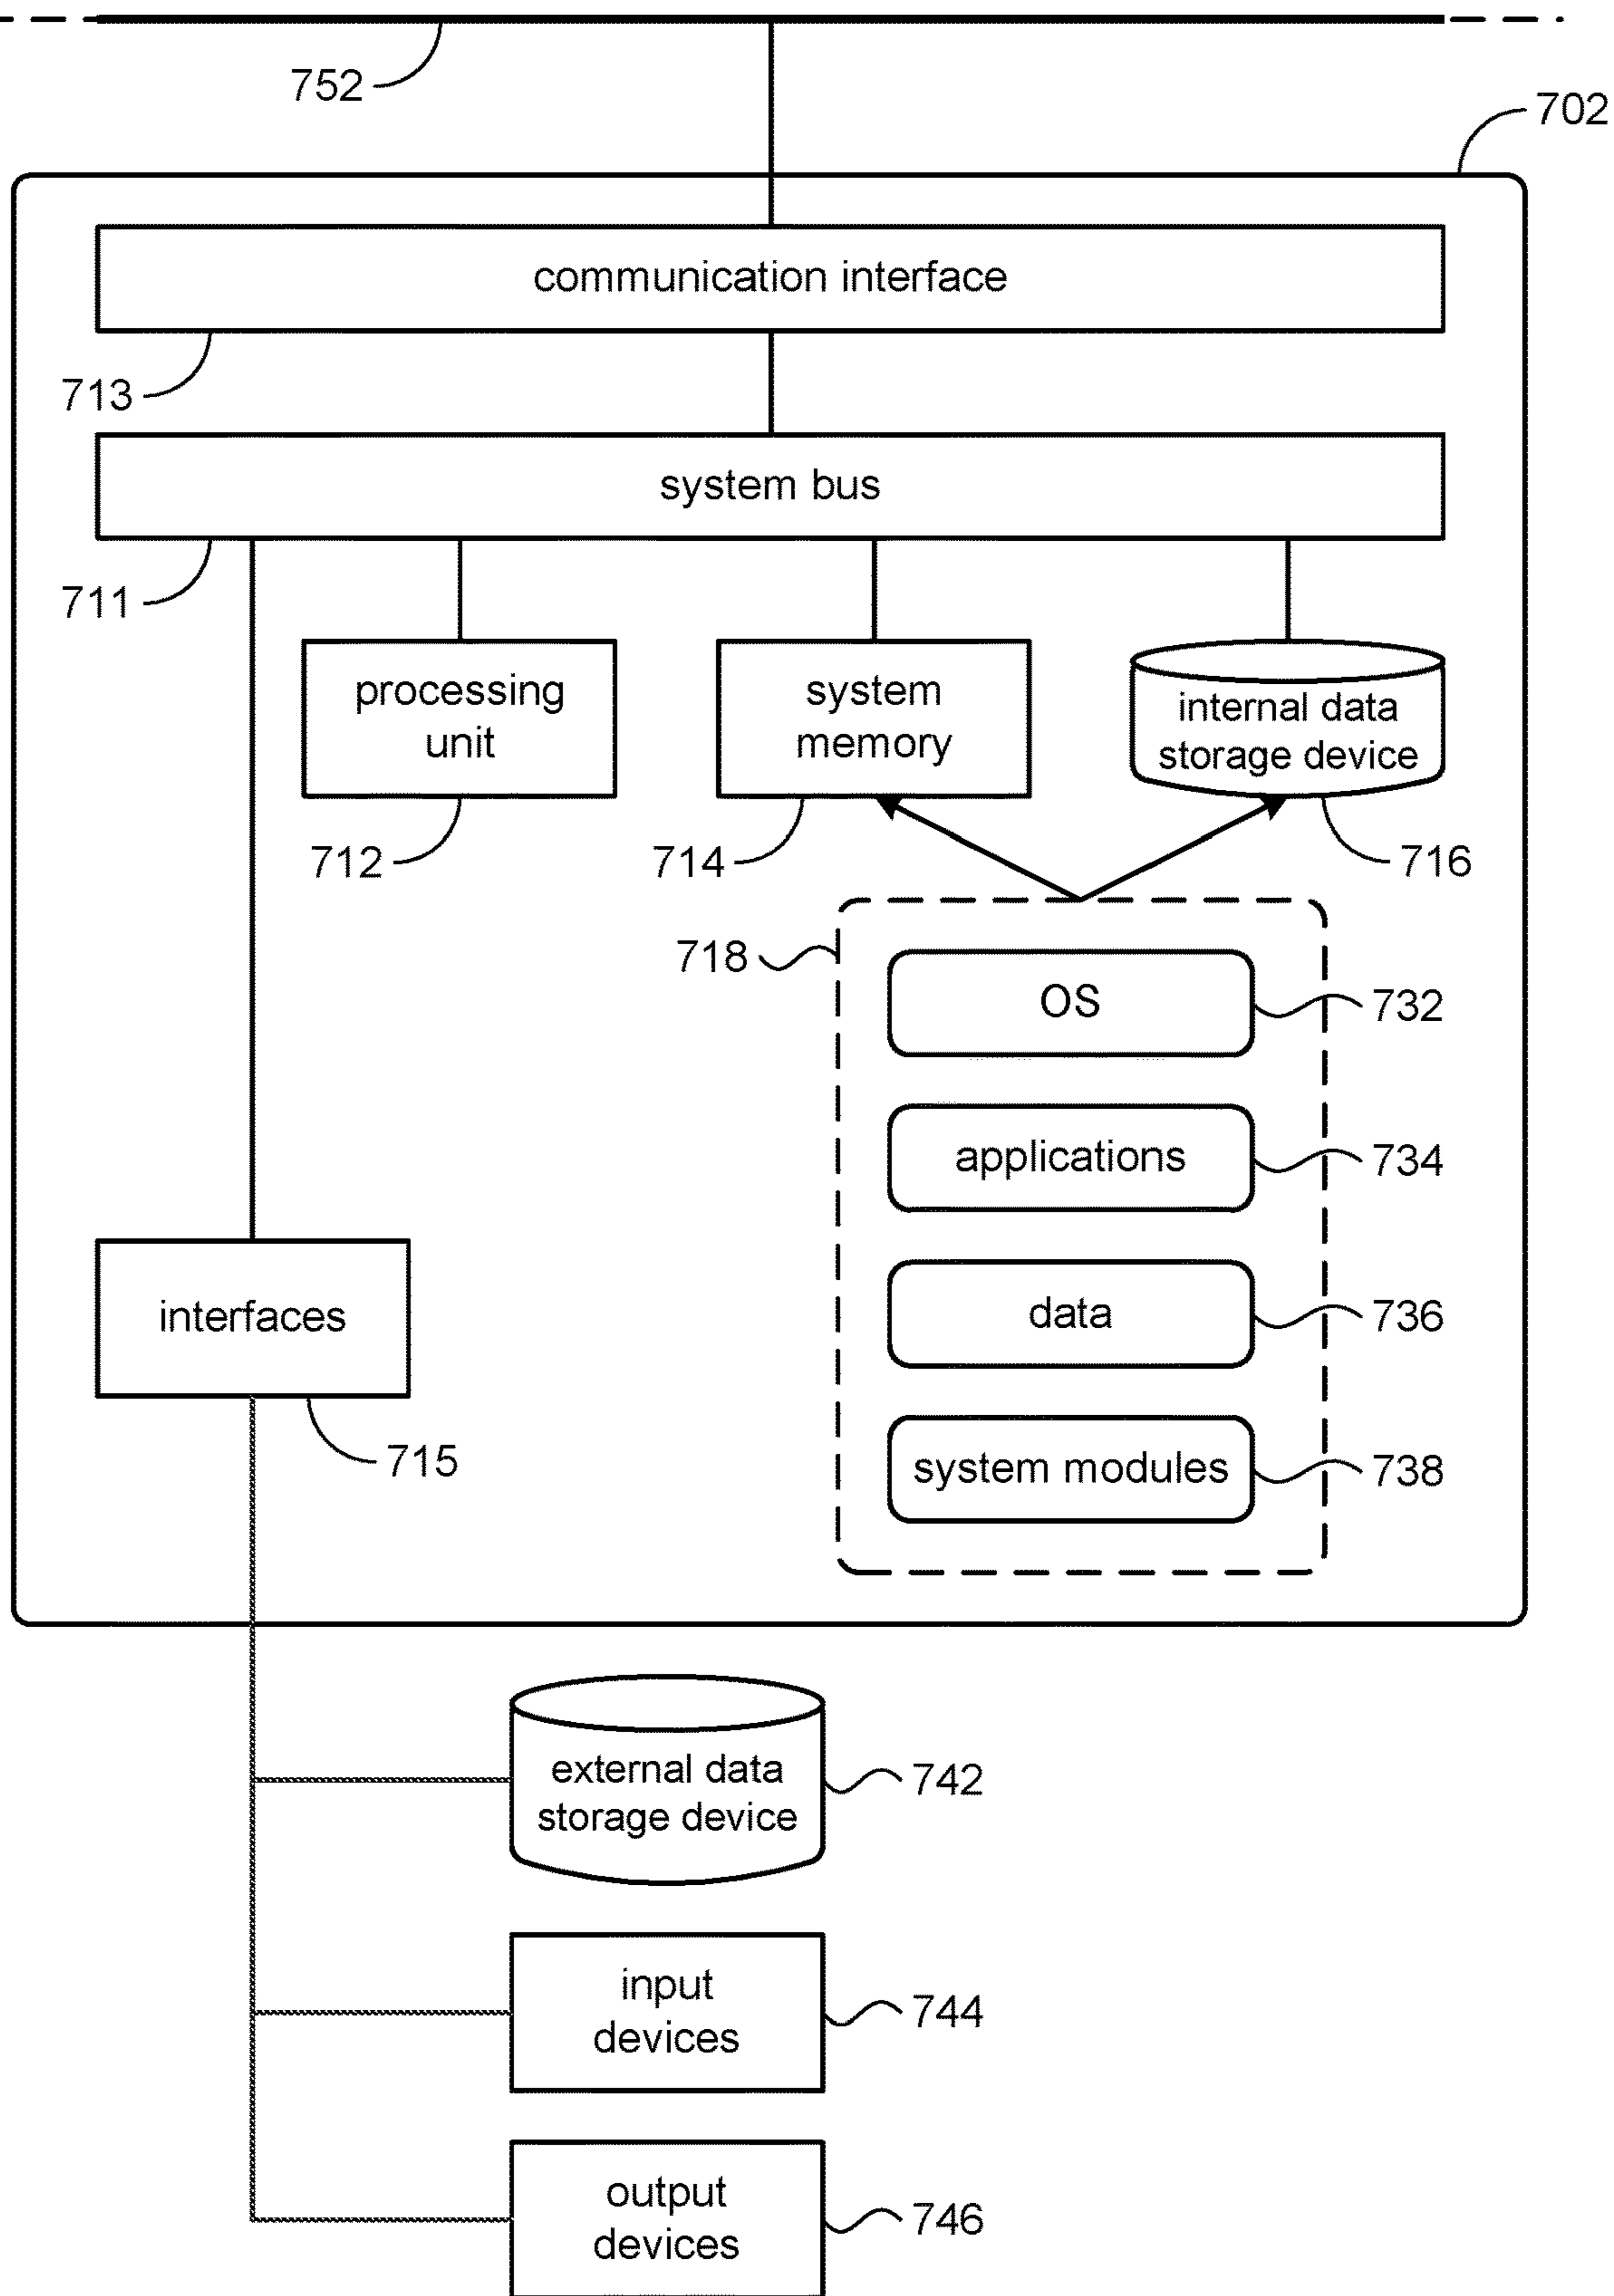 752
702
communication interface
713
system bus
711
processing
unit
712
system
memory
714
internal data
storage device
716
718
OS
732
applications
734
data
736
system modules
738
interfaces
715
external data
storage device
742
input
devices
744
output
devices
746